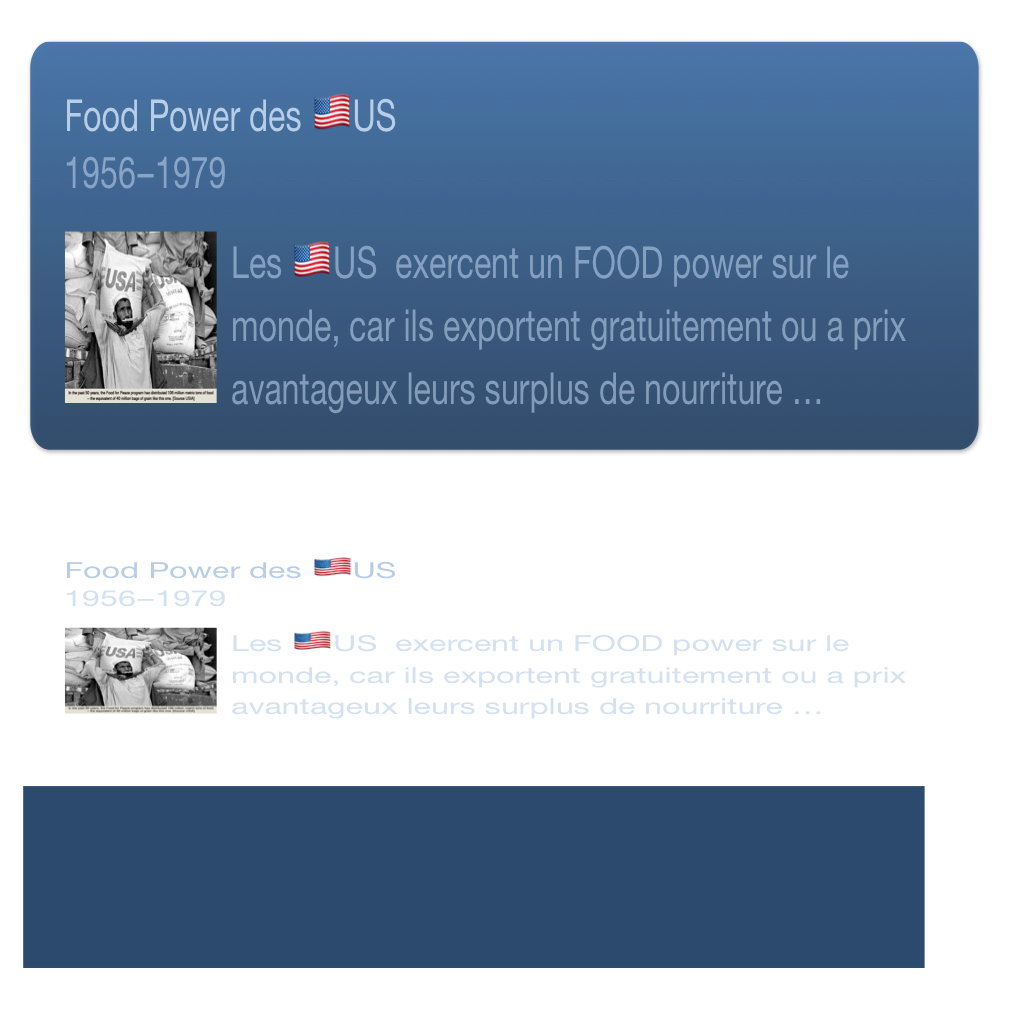 Food Power des 🇺🇸US
1956–1979
USA
Les 🇺🇸US exercent un FOOD power sur le
monde, car ils exportent gratuitement ou a prix
avantageux leurs surplus de nourriture …
In the past 50 years, the Food for Peace program has distributed 106 million metric tons of food
– the equivalent of 40 million bags of grain like this one. [Source: USIA]
Food Power des 🇺🇸US
1956–1979
USA
Les 🇺🇸US exercent un FOOD power sur le
monde, car ils exportent gratuitement ou a prix
avantageux leurs surplus de nourriture …